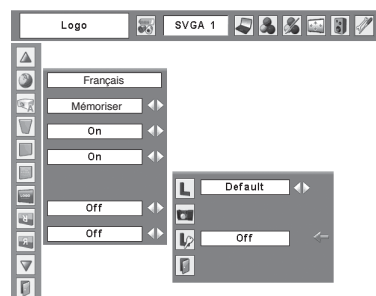 Logo
SVGA 1
Français
Mémoriser
On
On
Default
Off
Off
Off